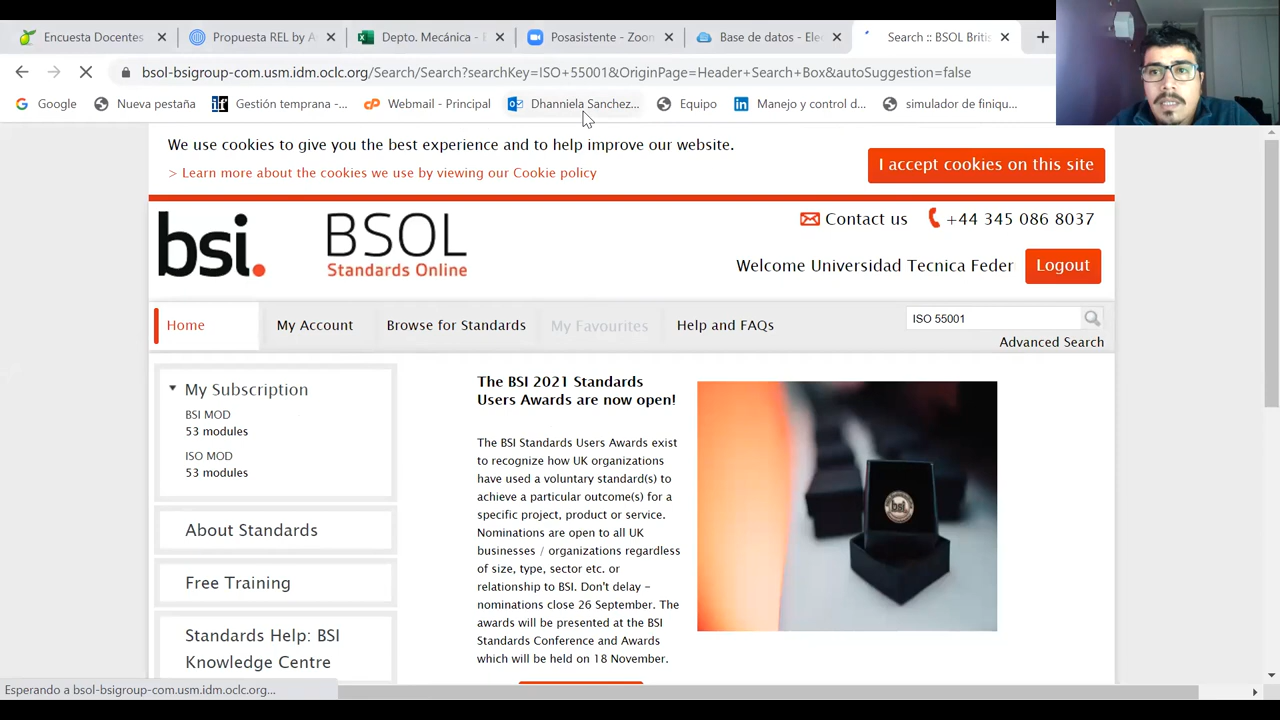 Encuesta Docentes
Propuesta REL by A
Depto. Mecánica - E
Posasistente - Zoom
Base de datos - Elec
Search :: BSOL Briti
bsol-bsigroup-com.usm.idm.oclc.org/Search/Search?searchKey=ISO+55001&OriginPage=Header+Search+Box&autoSuggestion=false
Google
Nueva pestaña
Gestión temprana -...
Webmail - Principal
Dhanniela Sanchez...
Equipo
Manejo y control d...
simulador de finiqu...
We use cookies to give you the best experience and to help improve our website.
> Learn more about the cookies we use by viewing our Cookie policy
I accept cookies on this site
bsi.
BSOL
Standards Online
Contact us
+44 345 086 8037
Welcome Universidad Tecnica Feder
Logout
Home
My Account
Browse for Standards
My Favourites
Help and FAQs
ISO 55001
Advanced Search
My Subscription
BSI MOD
53 modules
ISO MOD
53 modules
About Standards
Free Training
Standards Help: BSI
Knowledge Centre
The BSI 2021 Standards
Users Awards are now open!
The BSI Standards Users Awards exist
to recognize how UK organizations
have used a voluntary standard(s) to
achieve a particular outcome(s) for a
specific project, product or service.
Nominations are open to all UK
businesses / organizations regardless
of size, type, sector etc. or
relationship to BSI. Don't delay –
nominations close 26 September. The
awards will be presented at the BSI
Standards Conference and Awards
which will be held on 18 November.
bsi.
Esperando a bsol-bsigroup-com.usm.idm.oclc.org...